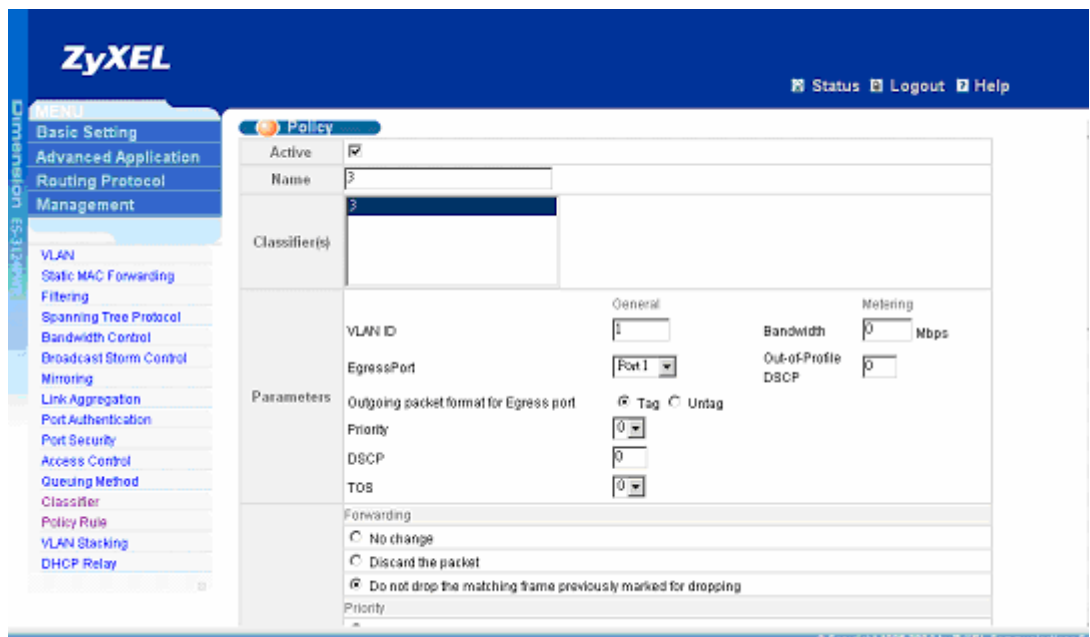 ZyXEL
Status Logout Help
Dimension ES-3124PWR
MENU
Basic Setting
Advanced Application
Routing Protocol
Management
VLAN
Static MAC Forwarding
Filtering
Spanning Tree Protocol
Bandwidth Control
Broadcast Storm Control
Mirroring
Link Aggregation
Port Authentication
Port Security
Access Control
Queuing Method
Classifier
Policy Rule
VLAN Stacking
DHCP Relay
Policy
Active
Name 3
Classifier(s) 3
Parameters
General Metering
VLAN ID 1 Bandwidth 0 Mbps
EgressPort Port 1 Out-of-Profile DSCP 0
Outgoing packet format for Egress port Tag Untag
Priority 0
DSCP 0
TOS 0
Forwarding
No change
Discard the packet
Do not drop the matching frame previously marked for dropping
Priority